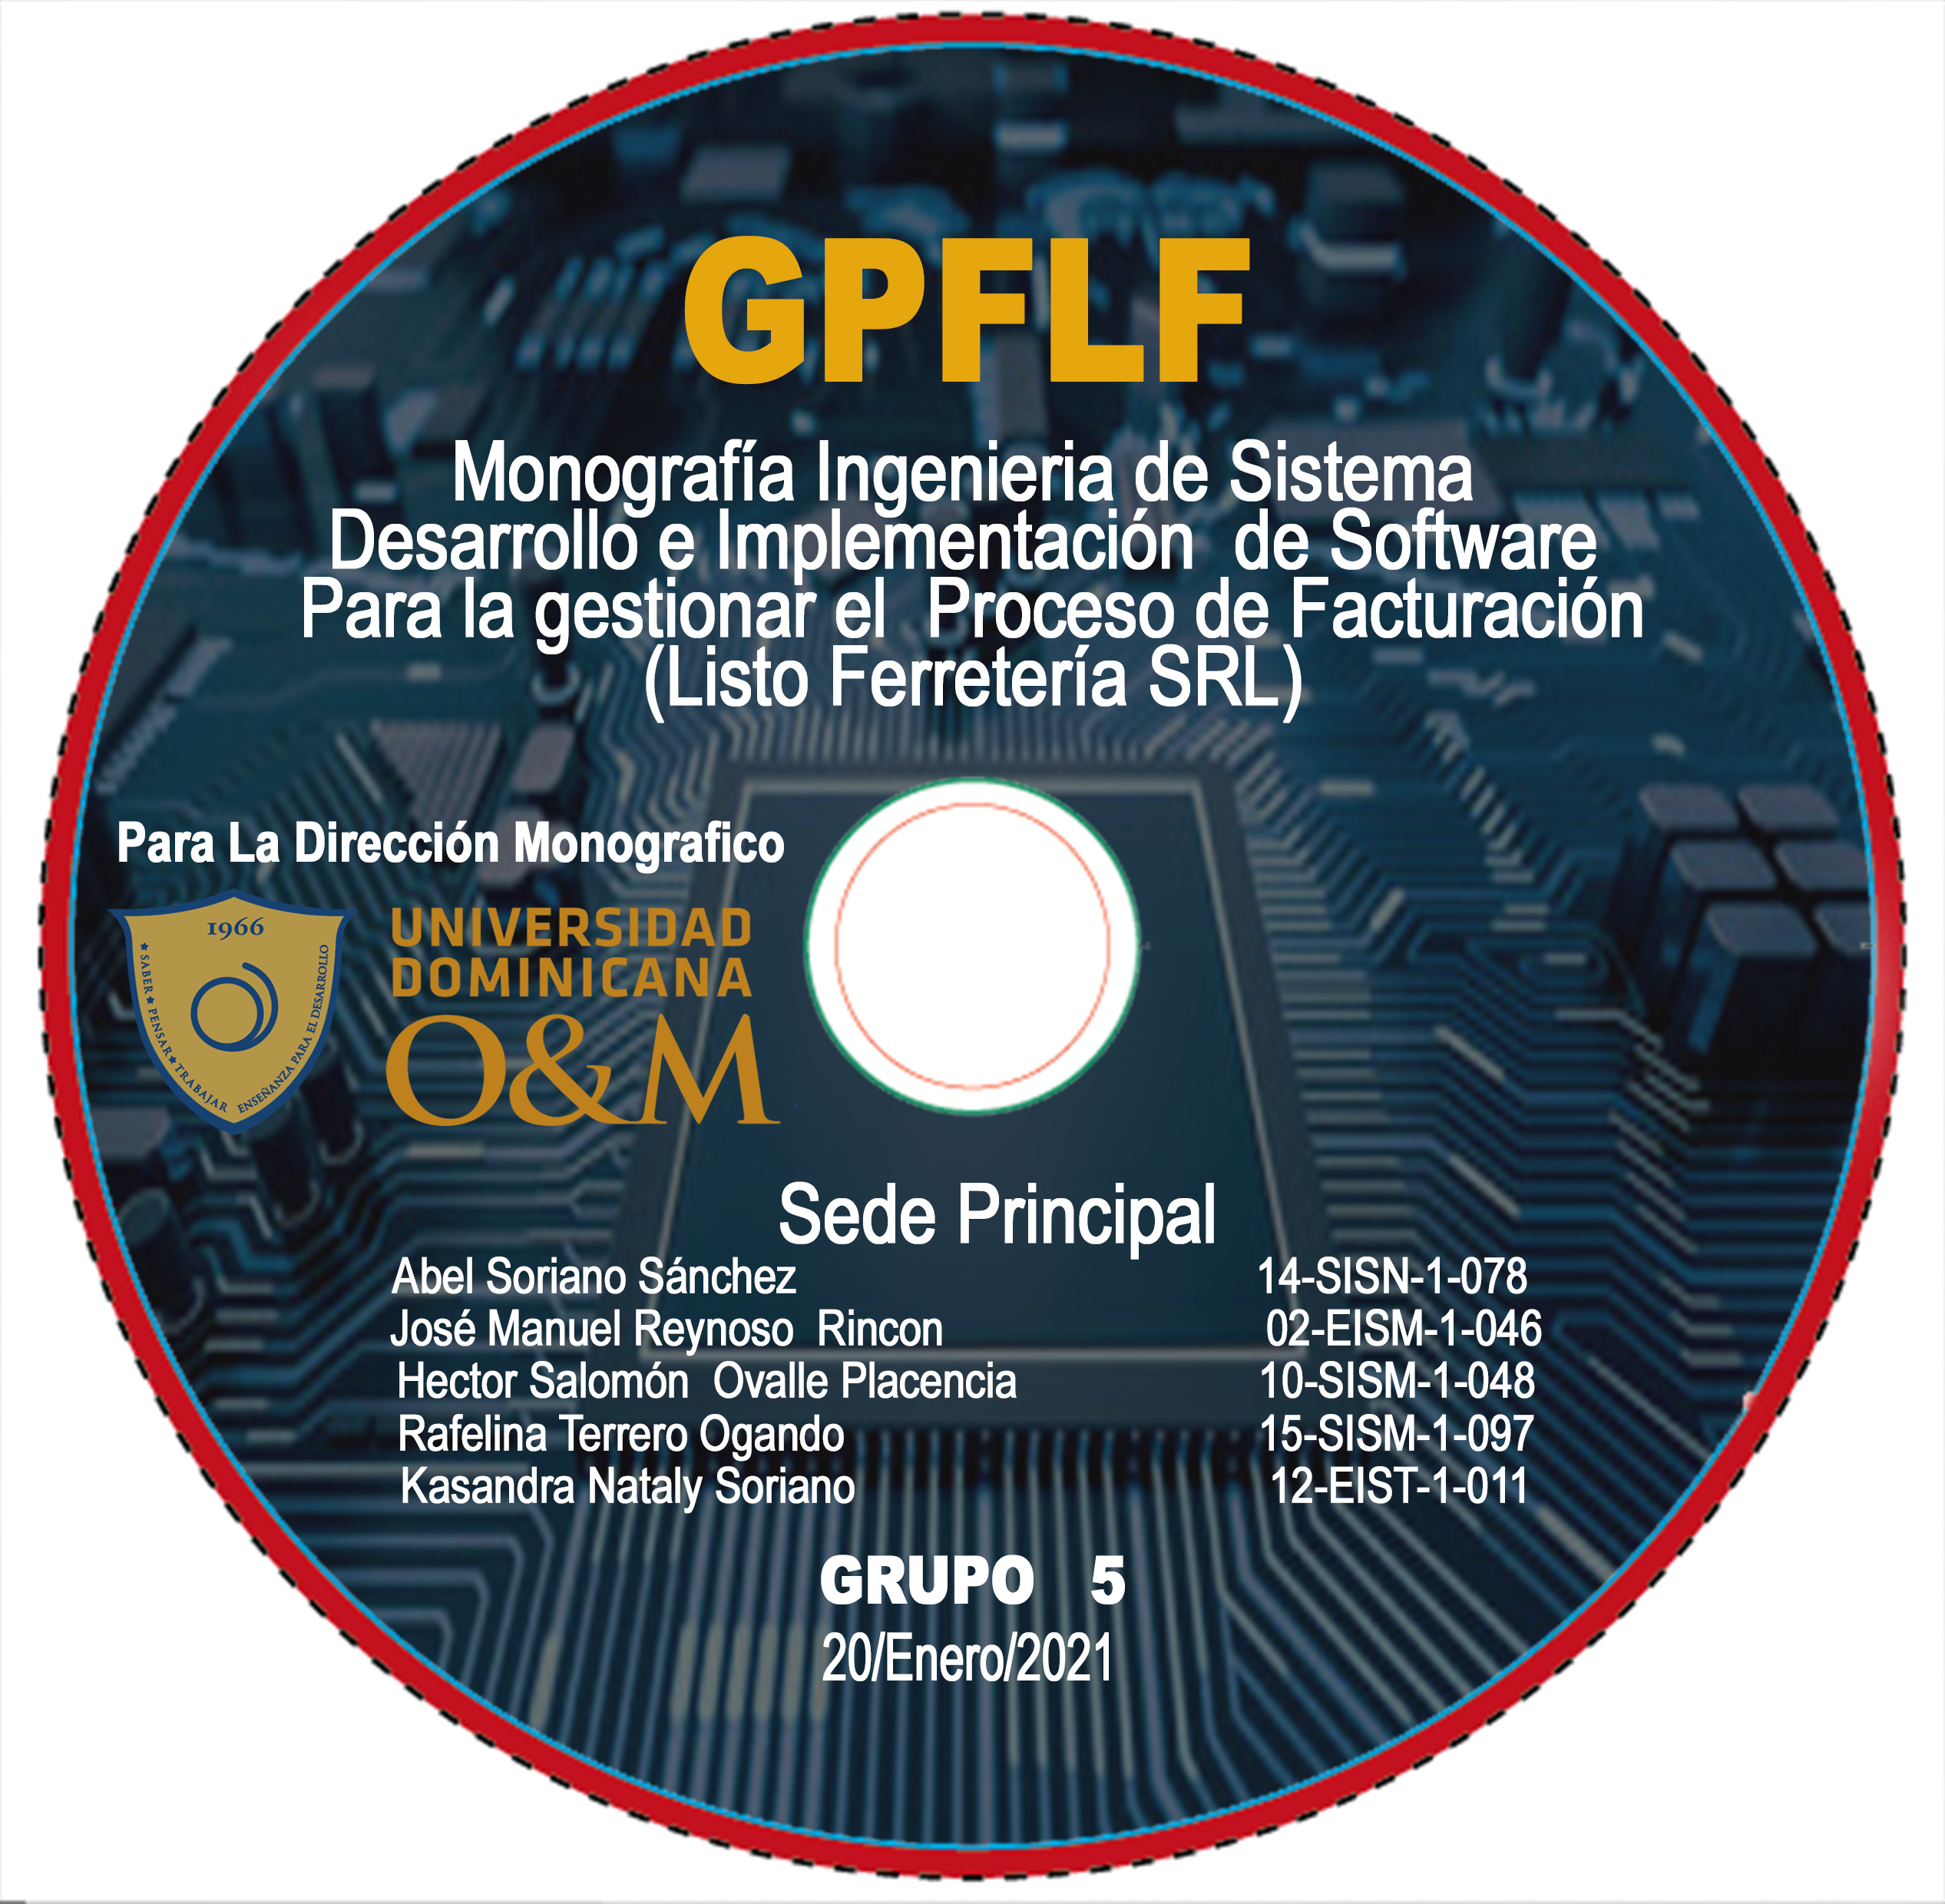 GPFLF
Monografía Ingenieria de Sistema
Desarrollo e Implementación de Software
Para la gestionar el Proceso de Facturación
(Listo Ferretería SRL)
Para La Dirección Monografico
1966
★ SABER ★ PENSAR ★ TRABAJAR
ENSEÑANZA PARA EL DESARROLLO
UNIVERSIDAD
DOMINICANA
O&M
Sede Principal
Abel Soriano Sánchez 14-SISN-1-078
José Manuel Reynoso Rincon 02-EISM-1-046
Hector Salomón Ovalle Placencia 10-SISM-1-048
Rafelina Terrero Ogando 15-SISM-1-097
Kasandra Nataly Soriano 12-EIST-1-011
GRUPO 5
20/Enero/2021